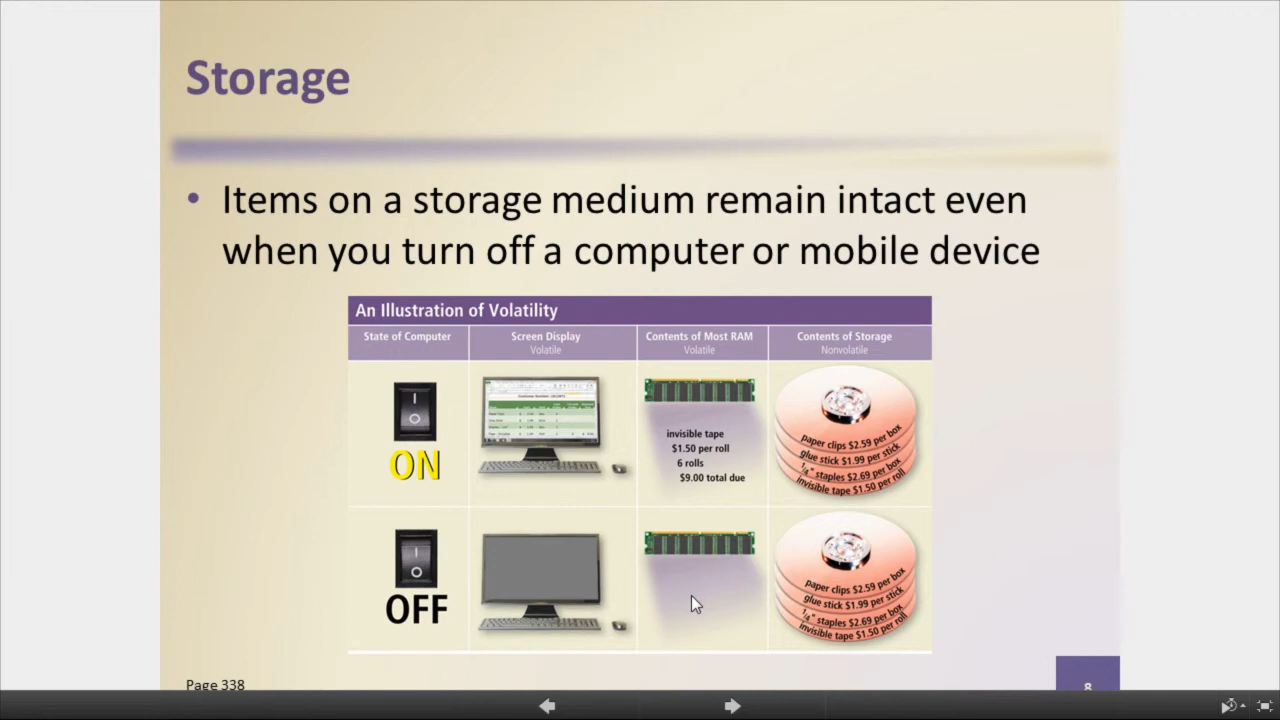 Storage
• Items on a storage medium remain intact even
when you turn off a computer or mobile device
An Illustration of Volatility
State of Computer
Screen Display
Volatile
Contents of Most RAM
Volatile
Contents of Storage
Nonvolatile
ON
invisible tape
$1.50 per roll
6 rolls
$9.00 total due
paper clips $2.59 per box
glue stick $1.99 per stick
1/4" staples $2.69 per box
invisible tape $1.50 per roll
OFF
paper clips $2.59 per box
glue stick $1.99 per stick
1/4" staples $2.69 per box
invisible tape $1.50 per roll
Page 338
8